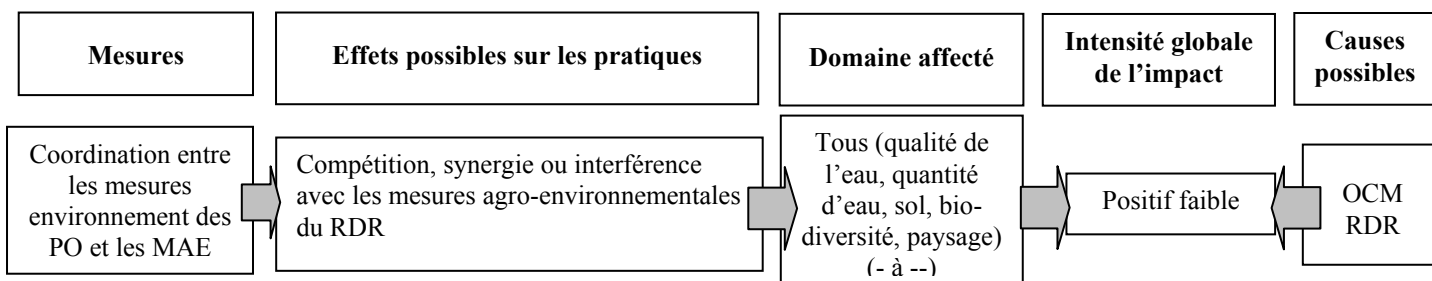 Mesures
Effets possibles sur les pratiques
Domaine affecté
Intensité globale
de l'impact
Causes
possibles
Coordination entre
les mesures
environnement des
PO et les MAE
Compétition, synergie ou interférence
avec les mesures agro-environnementales
du RDR
Tous (qualité de
l'eau, quantité
d'eau, sol, bio-
diversité, paysage)
(- à --)
Positif faible
OCM
RDR